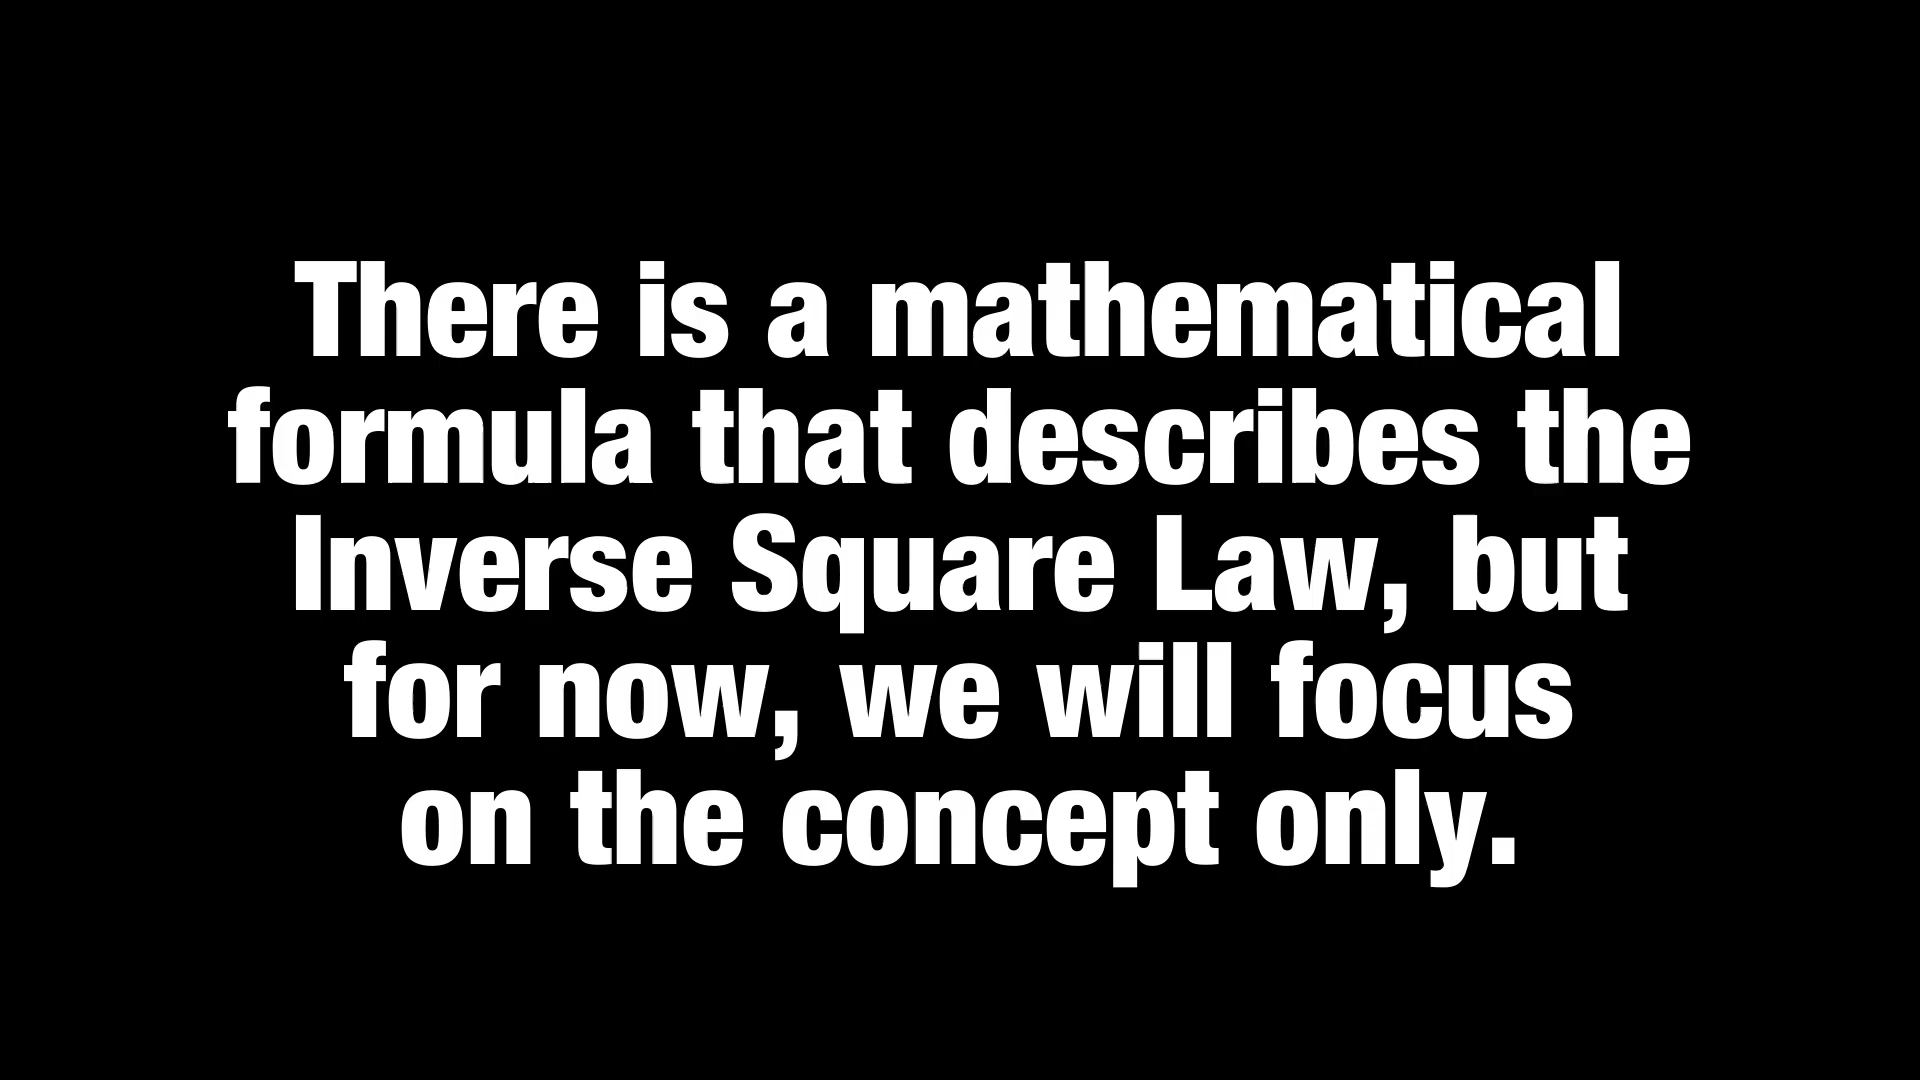 There is a mathematical
formula that describes the
Inverse Square Law, but
for now, we will focus
on the concept only.